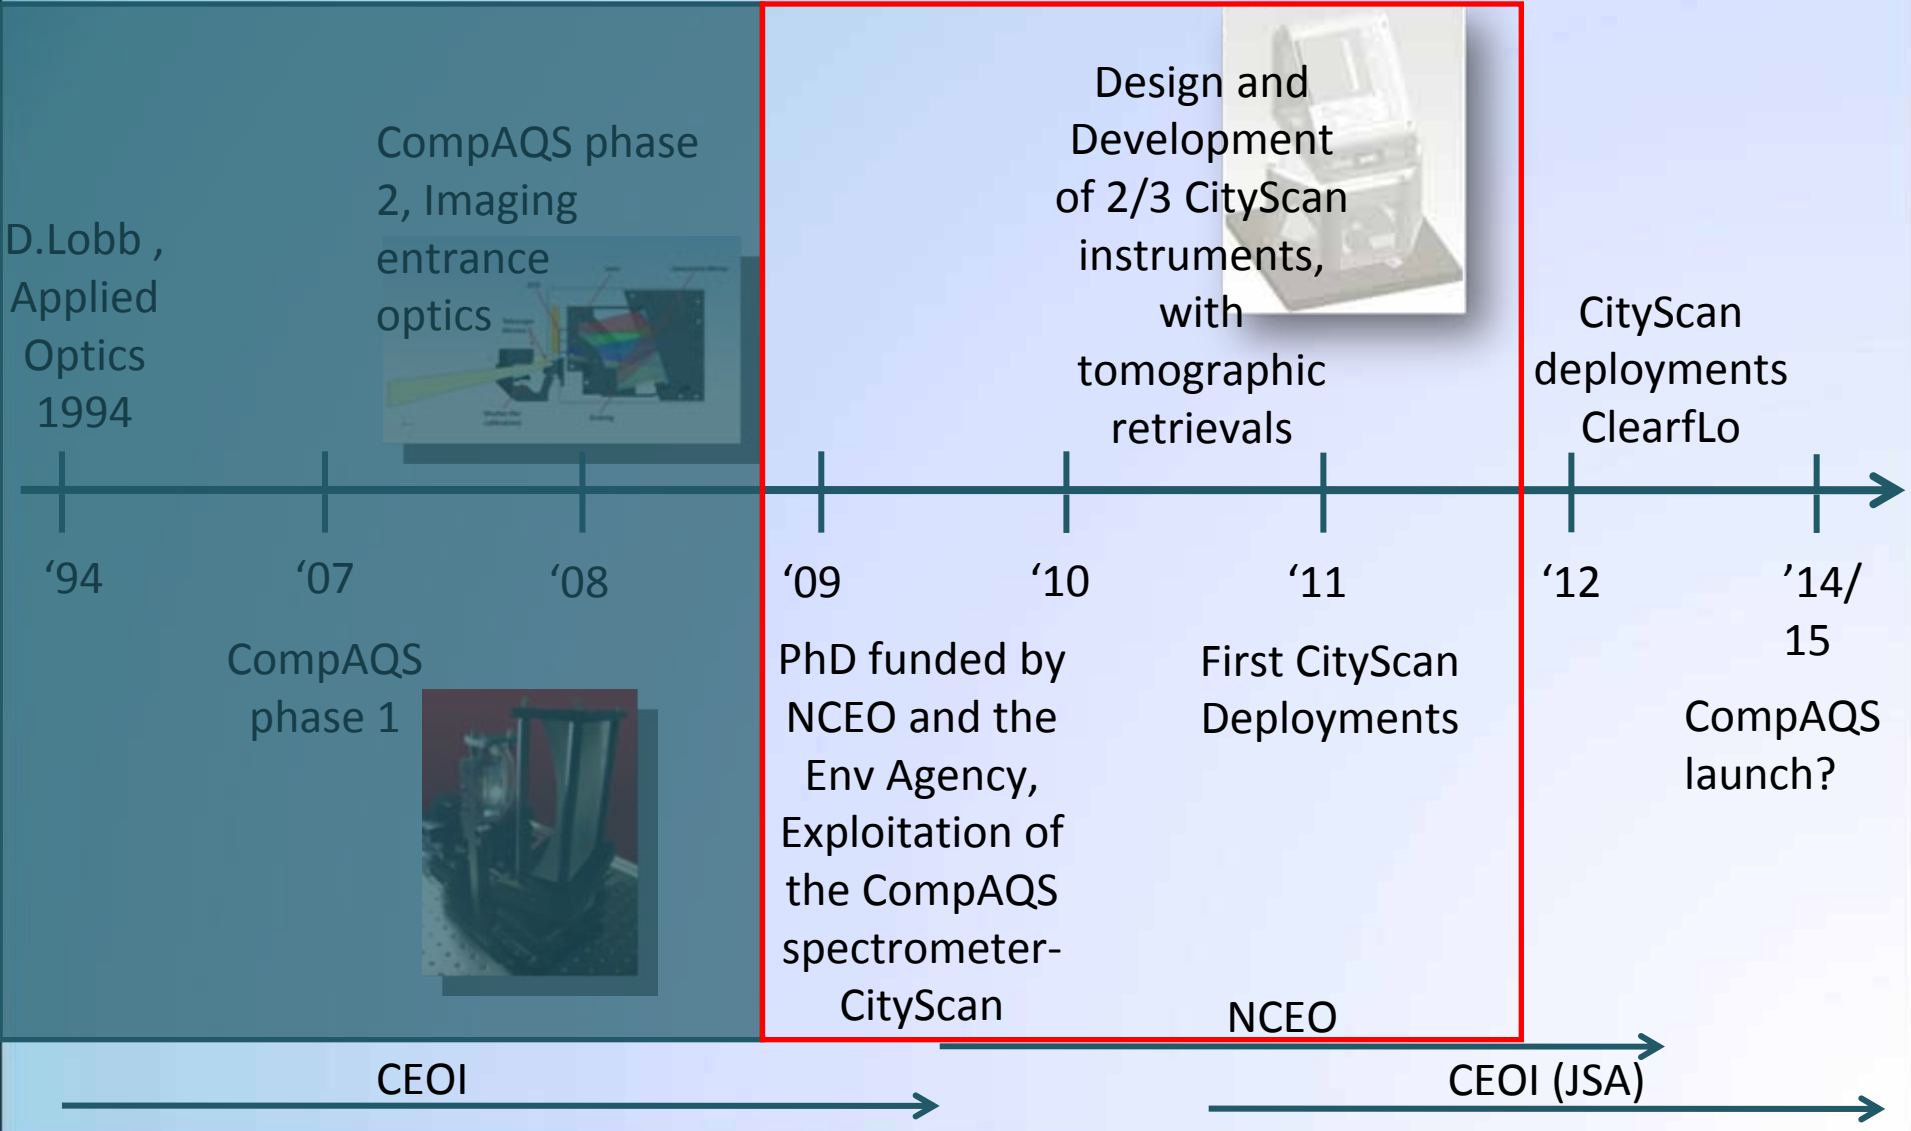 D.Lobb ,
Applied
Optics
1994
CompAQS phase
2, Imaging
entrance
optics
Design and
Development
of 2/3 CityScan
instruments,
with
tomographic
retrievals
CityScan
deployments
ClearfLo
‘94
‘07
‘08
‘09
‘10
‘11
‘12
’14/
15
CompAQS
phase 1
PhD funded by
NCEO and the
Env Agency,
Exploitation of
the CompAQS
spectrometer-
CityScan
First CityScan
Deployments
CompAQS
launch?
NCEO
CEOI
CEOI (JSA)